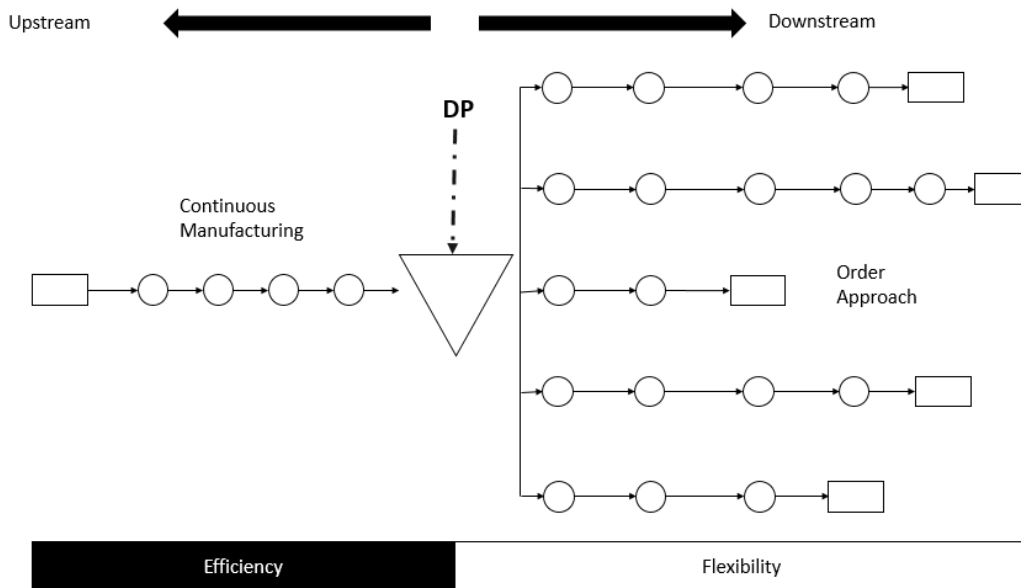 Upstream
Downstream
DP
Continuous
Manufacturing
Order
Approach
Efficiency
Flexibility